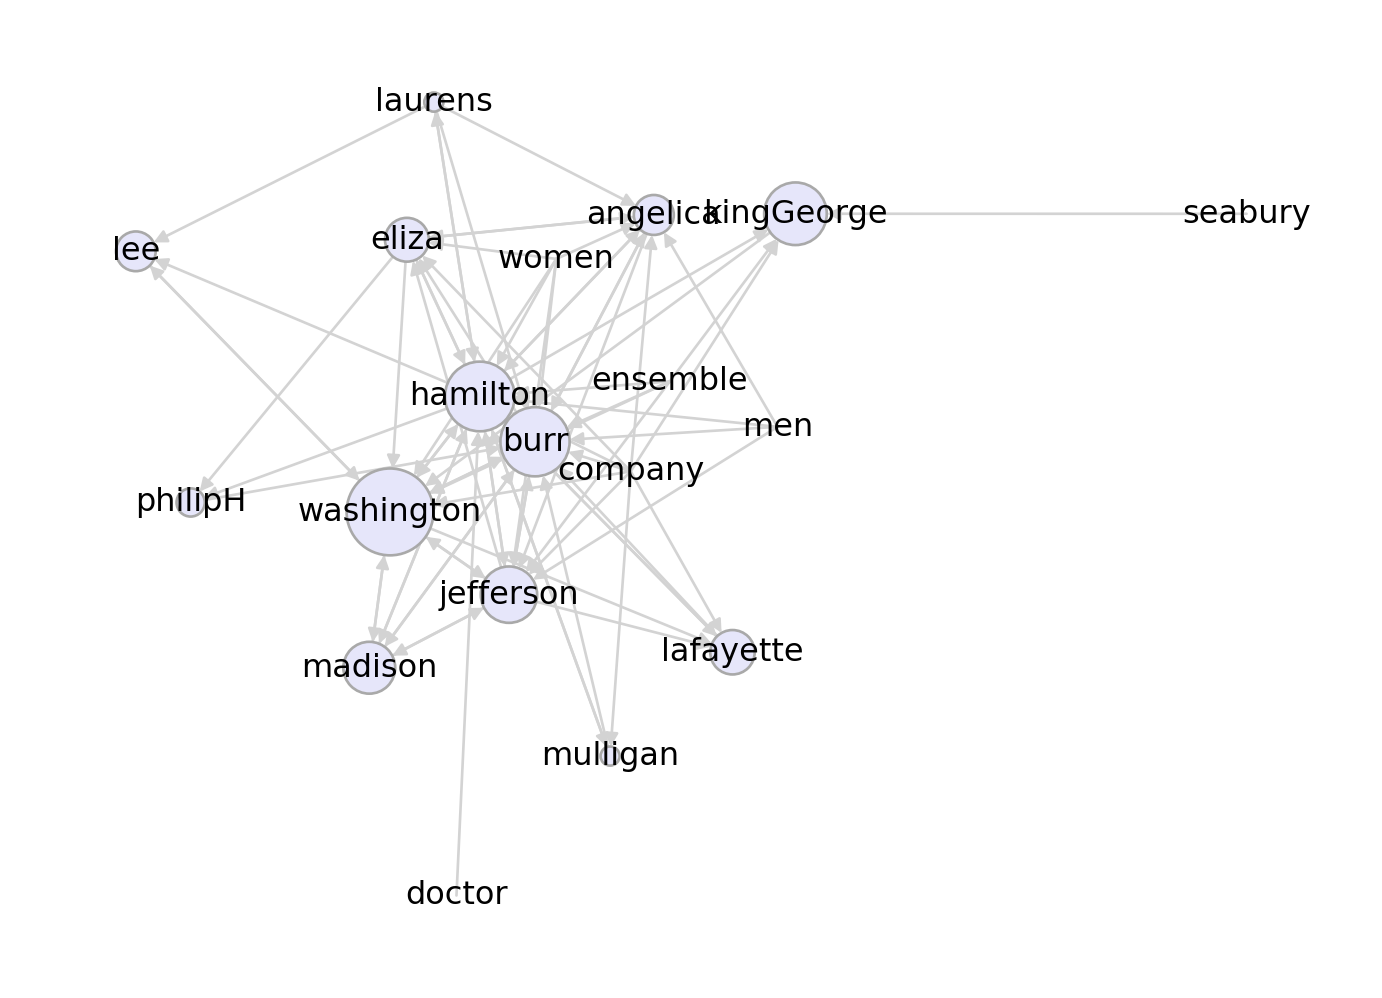 laurens
angelica
kingGeorge
seabury
eliza
lee
women
ensemble
hamilton
men
burr
company
philipH
washington
jefferson
lafayette
madison
mulligan
doctor